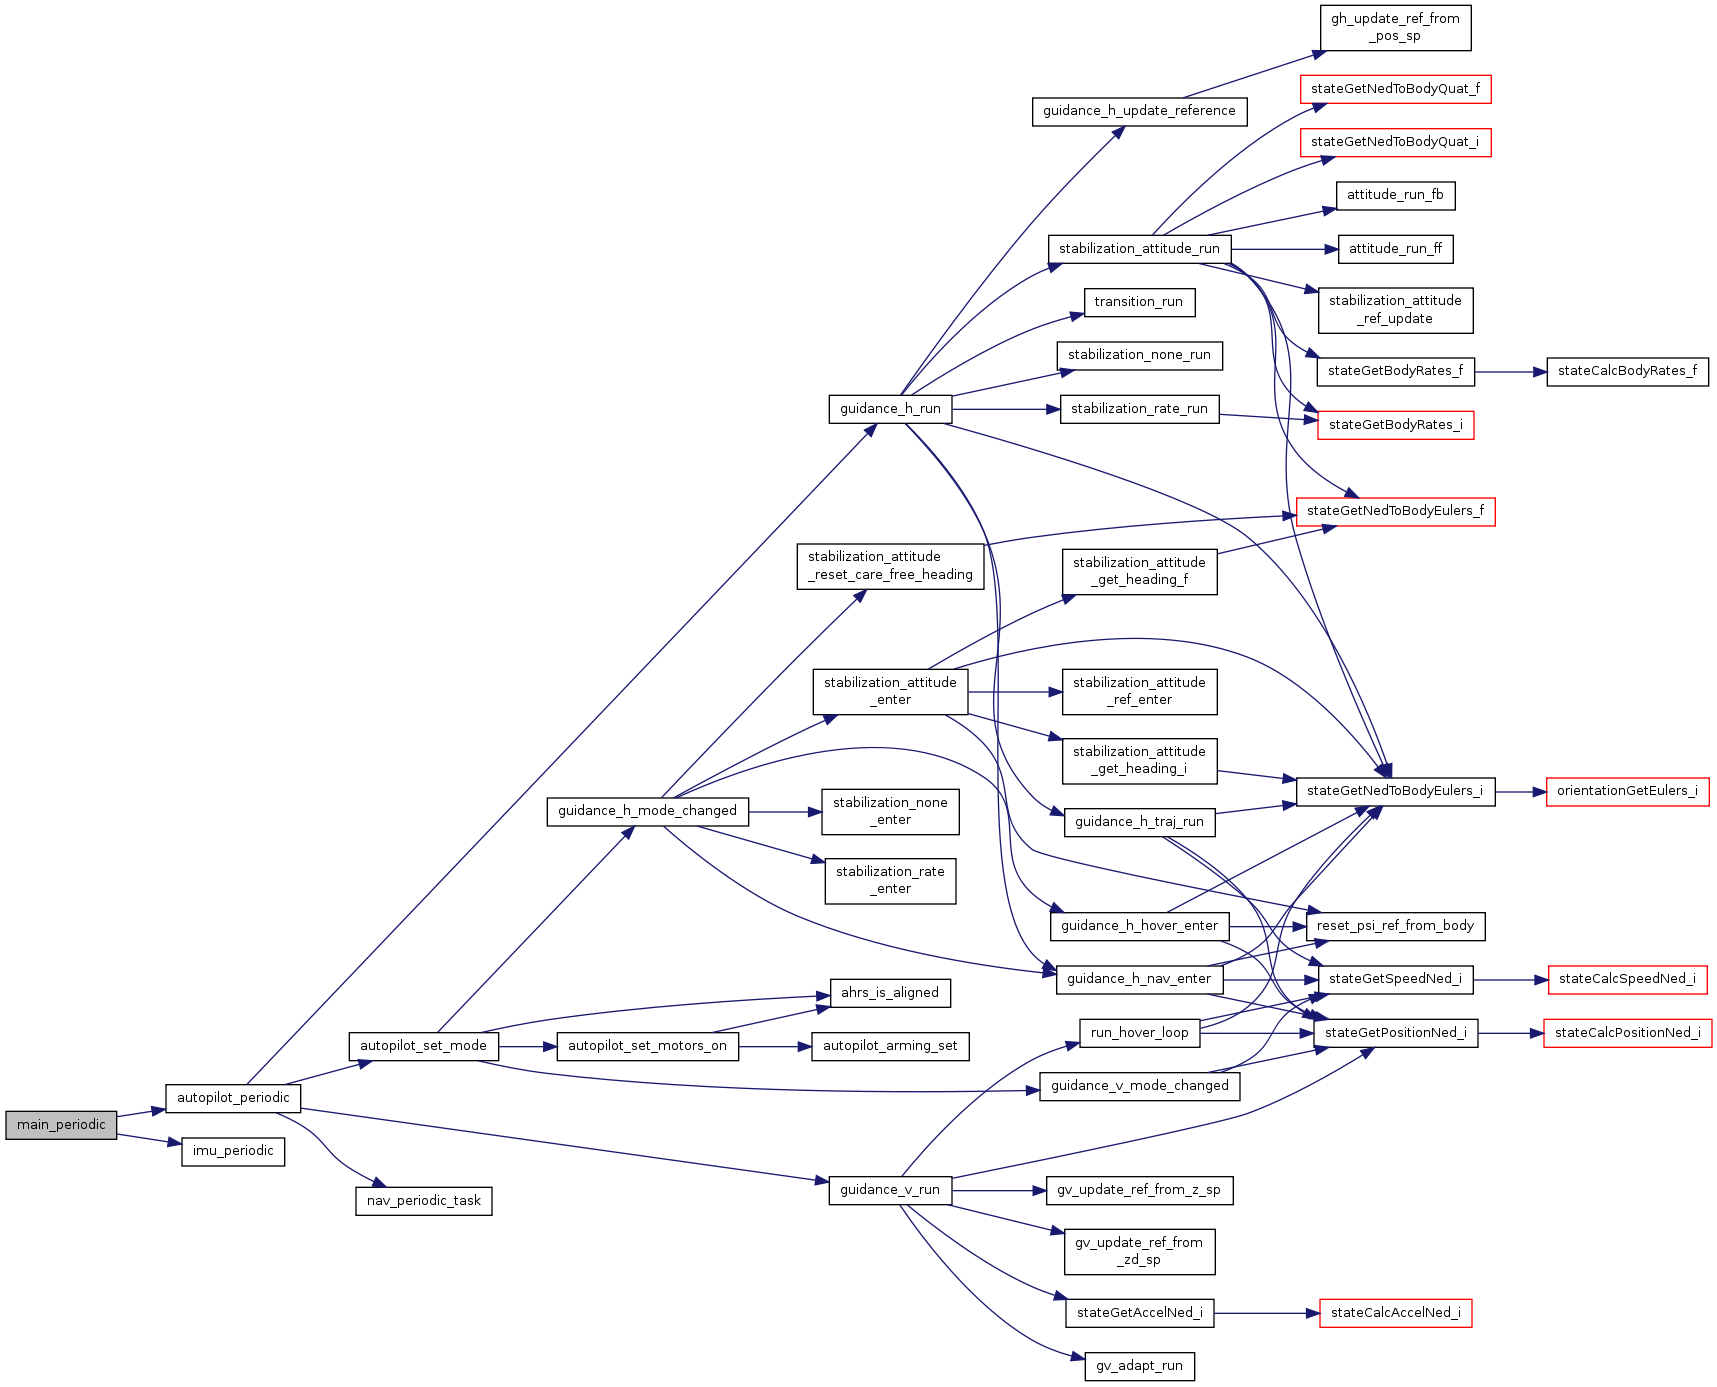 gh_update_ref_from
_pos_sp
stateGetNedToBodyQuat_f
guidance_h_update_reference
stateGetNedToBodyQuat_i
attitude_run_fb
stabilization_attitude_run
attitude_run_ff
transition_run
stabilization_attitude
_ref_update
stabilization_none_run
stateGetBodyRates_f
stateCalcBodyRates_f
guidance_h_run
stabilization_rate_run
stateGetBodyRates_i
stateGetNedToBodyEulers_f
stabilization_attitude
_reset_care_free_heading
stabilization_attitude
_get_heading_f
stabilization_attitude
_enter
stabilization_attitude
_ref_enter
stabilization_attitude
_get_heading_i
stateGetNedToBodyEulers_i
orientationGetEulers_i
guidance_h_mode_changed
stabilization_none
_enter
guidance_h_traj_run
stabilization_rate
_enter
guidance_h_hover_enter
reset_psi_ref_from_body
guidance_h_nav_enter
stateGetSpeedNed_i
stateCalcSpeedNed_i
ahrs_is_aligned
run_hover_loop
stateGetPositionNed_i
stateCalcPositionNed_i
autopilot_set_mode
autopilot_set_motors_on
autopilot_arming_set
guidance_v_mode_changed
autopilot_periodic
main_periodic
imu_periodic
nav_periodic_task
guidance_v_run
gv_update_ref_from_z_sp
gv_update_ref_from
_zd_sp
stateGetAccelNed_i
stateCalcAccelNed_i
gv_adapt_run